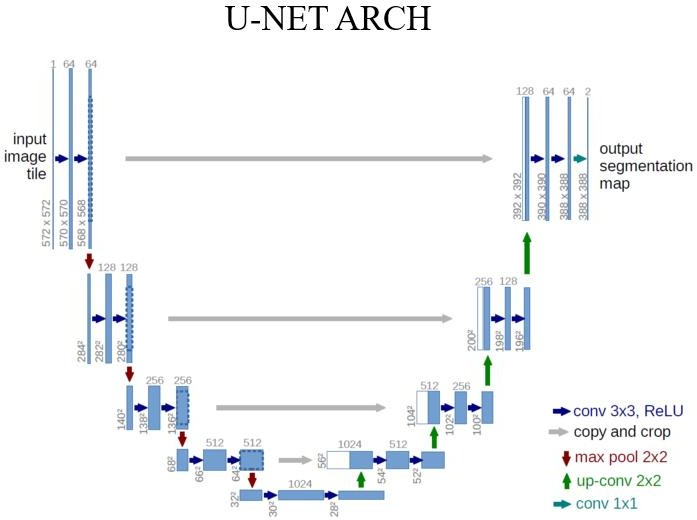 U-NET ARCH
1 64 64
128 64 64 2
input
image
tile
output
segmentation
map
572 x 572
570 x 570
568 x 568
392 x 392
390 x 390
388 x 388
388 x 388
128 128
256 128
284²
282²
280²
200²
198²
196²
256 256
512 256
140²
138²
136²
104²
102²
100²
512 512
1024 512
68²
66²
64²
56²
54²
52²
1024
32²
30²
28²
conv 3x3, ReLU
copy and crop
max pool 2x2
up-conv 2x2
conv 1x1